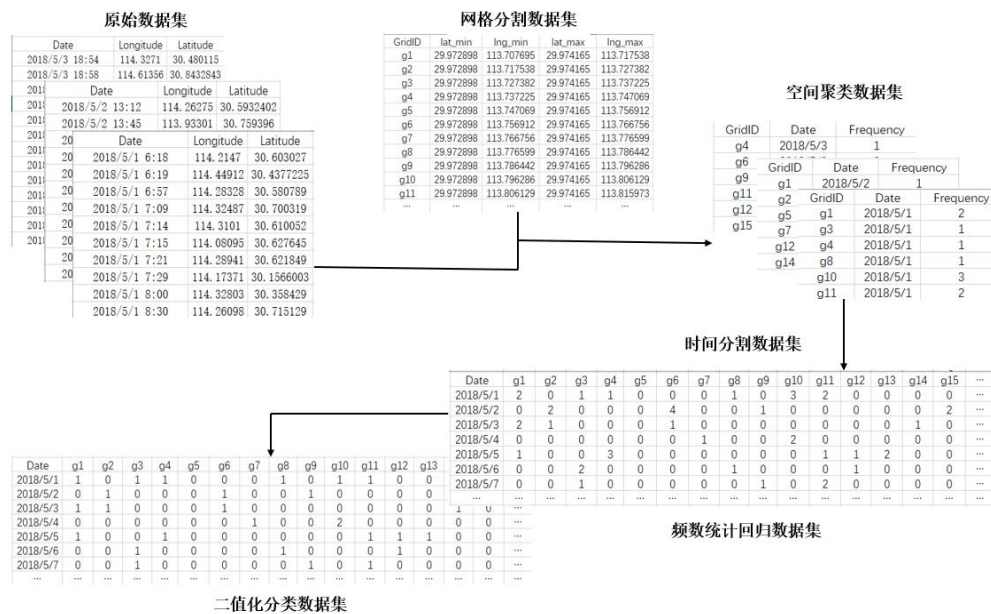 原始数据集
Date Longitude Latitude
2018/5/3 18:54 114.3271 30.480115
2018/5/3 18:58 114.61356 30.8432843
Date Longitude Latitude
2018/5/2 13:12 114.26275 30.5932402
2018/5/2 13:45 113.93301 30.759396
Date Longitude Latitude
2018/5/1 6:18 114.2147 30.603027
2018/5/1 6:19 114.44912 30.4377225
2018/5/1 6:57 114.28328 30.580789
2018/5/1 7:09 114.32487 30.700319
2018/5/1 7:14 114.3101 30.610052
2018/5/1 7:15 114.08095 30.627645
2018/5/1 7:21 114.28941 30.621849
2018/5/1 7:29 114.17371 30.1566003
2018/5/1 8:00 114.32803 30.358429
2018/5/1 8:30 114.26098 30.715129
网格分割数据集
GridID lat_min lng_min lat_max lng_max
g1 29.972898 113.707695 29.974165 113.717538
g2 29.972898 113.717538 29.974165 113.727382
g3 29.972898 113.727382 29.974165 113.737225
g4 29.972898 113.737225 29.974165 113.747069
g5 29.972898 113.747069 29.974165 113.756912
g6 29.972898 113.756912 29.974165 113.766756
g7 29.972898 113.766756 29.974165 113.776599
g8 29.972898 113.776599 29.974165 113.786442
g9 29.972898 113.786442 29.974165 113.796286
g10 29.972898 113.796286 29.974165 113.806129
g11 29.972898 113.806129 29.974165 113.815973
... ... ... ... ...
空间聚类数据集
GridID Date Frequency
g4 2018/5/3 1
g6
g9
g11
g12
g15
GridID Date Frequency
g1 2018/5/2 1
g2
g5
g7
g12
g14
GridID Date Frequency
g1 2018/5/1 2
g3 2018/5/1 1
g4 2018/5/1 1
g8 2018/5/1 1
g10 2018/5/1 3
g11 2018/5/1 2
时间分割数据集
Date g1 g2 g3 g4 g5 g6 g7 g8 g9 g10 g11 g12 g13 g14 g15 ...
2018/5/1 2 0 1 1 0 0 0 1 0 3 2 0 0 0 0 ...
2018/5/2 0 2 0 0 0 4 0 0 1 0 0 0 0 0 2 ...
2018/5/3 2 1 0 0 0 1 0 0 0 0 0 0 0 1 0 ...
2018/5/4 0 0 0 0 0 0 1 0 0 2 0 0 0 0 0 ...
2018/5/5 1 0 0 3 0 0 0 0 0 0 1 1 2 0 0 ...
2018/5/6 0 0 2 0 0 0 0 1 0 0 0 1 0 0 0 ...
2018/5/7 0 0 1 0 0 0 0 0 1 0 2 0 0 0 0 ...
... ... ... ... ... ... ... ... ... ... ... ... ... ... ... ... ...
频数统计回归数据集
Date g1 g2 g3 g4 g5 g6 g7 g8 g9 g10 g11 g12 g13
2018/5/1 1 0 1 1 0 0 0 1 0 1 1 0 0
2018/5/2 0 1 0 0 0 1 0 0 1 0 0 0 0
2018/5/3 1 1 0 0 0 1 0 0 0 0 0 0 0 1 0 ...
2018/5/4 0 0 0 0 0 0 1 0 0 2 0 0 0 0 0 ...
2018/5/5 1 0 0 1 0 0 0 0 0 0 1 1 1 0 0 ...
2018/5/6 0 0 1 0 0 0 0 1 0 0 0 1 0 0 0 ...
2018/5/7 0 0 1 0 0 0 0 0 1 0 1 0 0 0 0 ...
... ... ... ... ... ... ... ... ... ... ... ... ... ... ... ... ...
二值化分类数据集